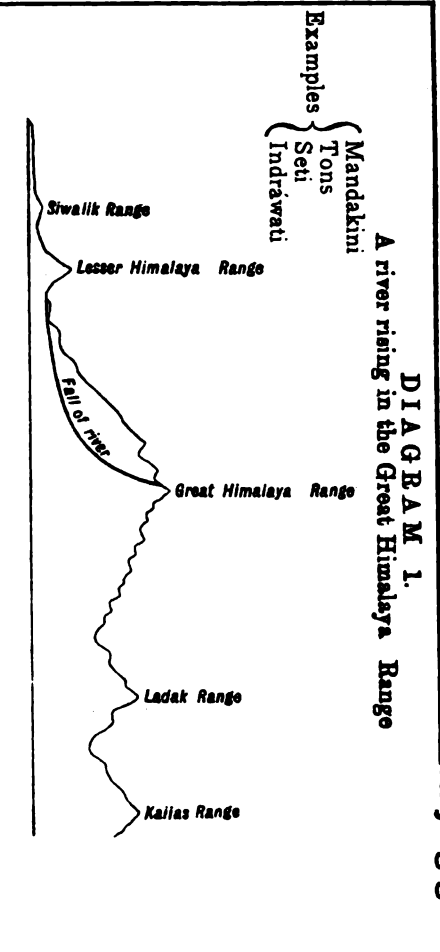 DIAGRAM 1.
A river rising in the Great Himalaya Range
Examples
Mandakini
Tons
Seti
Indráwati
Siwalik Range
Lesser Himalaya Range
Fall of river
Great Himalaya Range
Ladak Range
Kailas Range